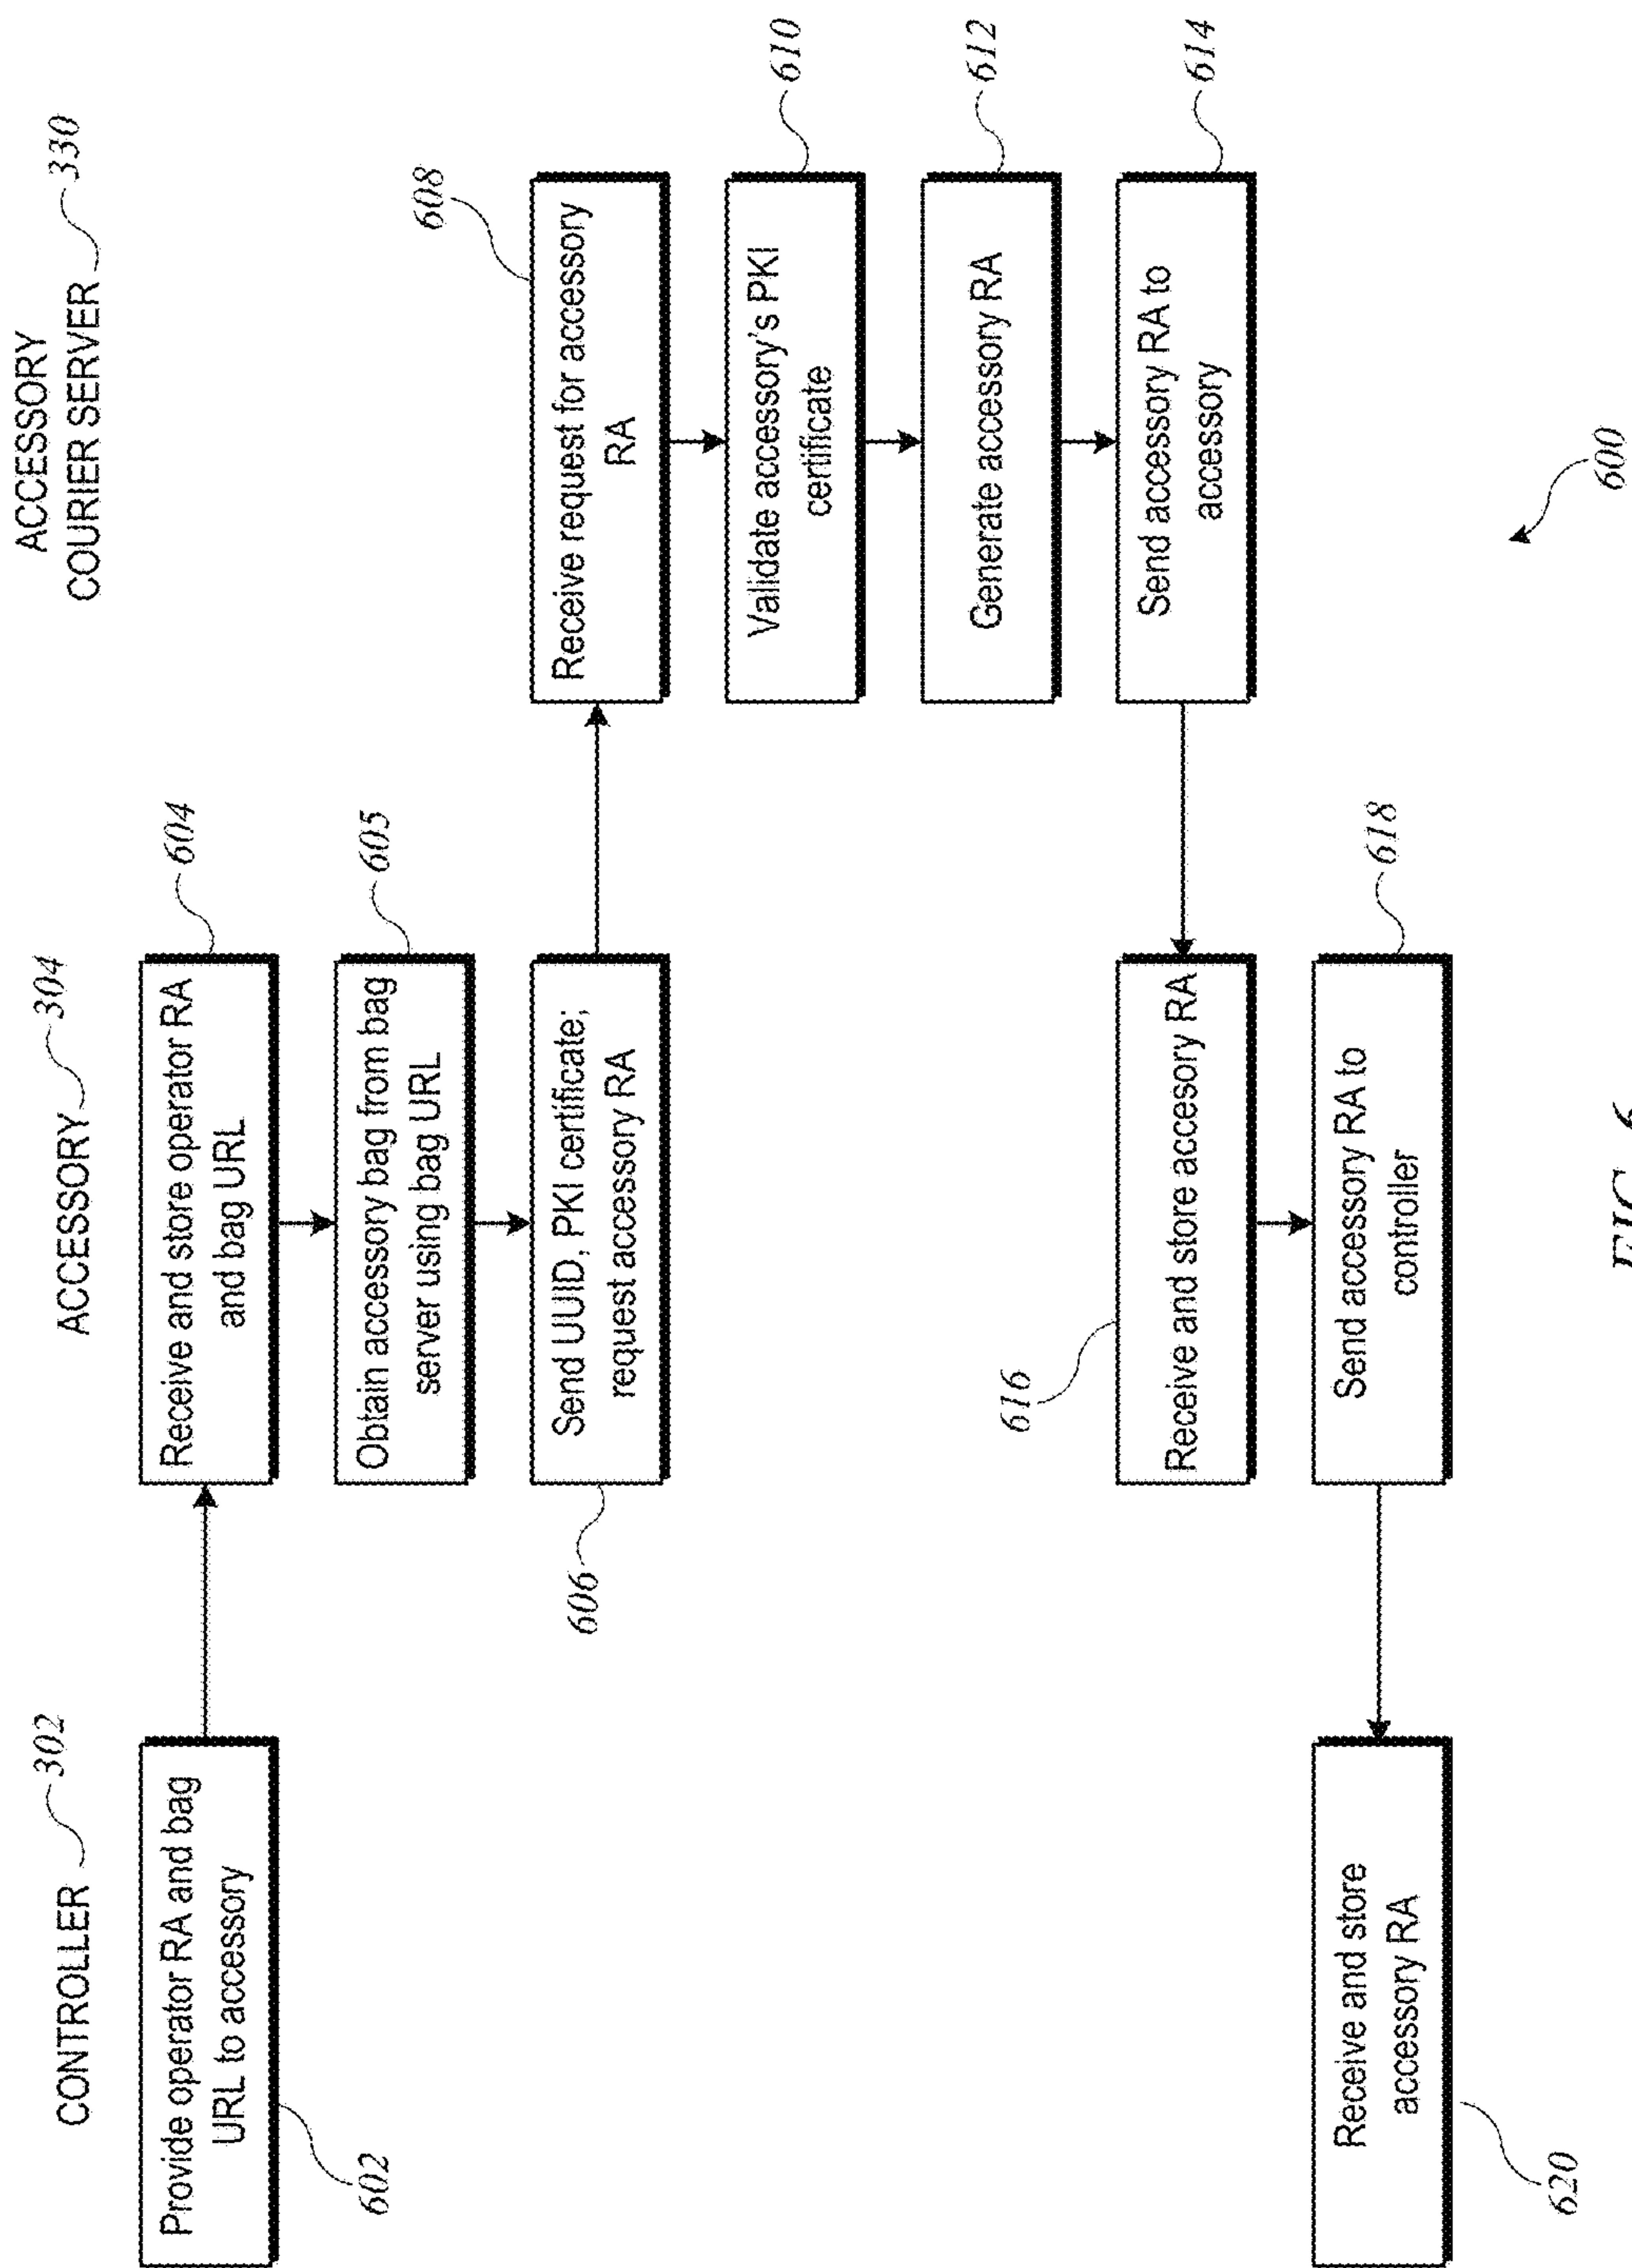 CONTROLLER 302
ACCESSORY 304
ACCESSORY
COURIER SERVER 330
Provide operator RA and bag
URL to accessory
602
Receive and store operator RA
and bag URL
604
Obtain accessory bag from bag
server using bag URL
605
Send UUID, PKI certificate;
request accessory RA
606
Receive request for accessory
RA
608
Validate accessory's PKI
certificate
610
Generate accessory RA
612
Send accessory RA to
accessory
614
Receive and store accesory RA
616
Send accessory RA to
controller
618
Receive and store
accessory RA
620
600
FIG. 6